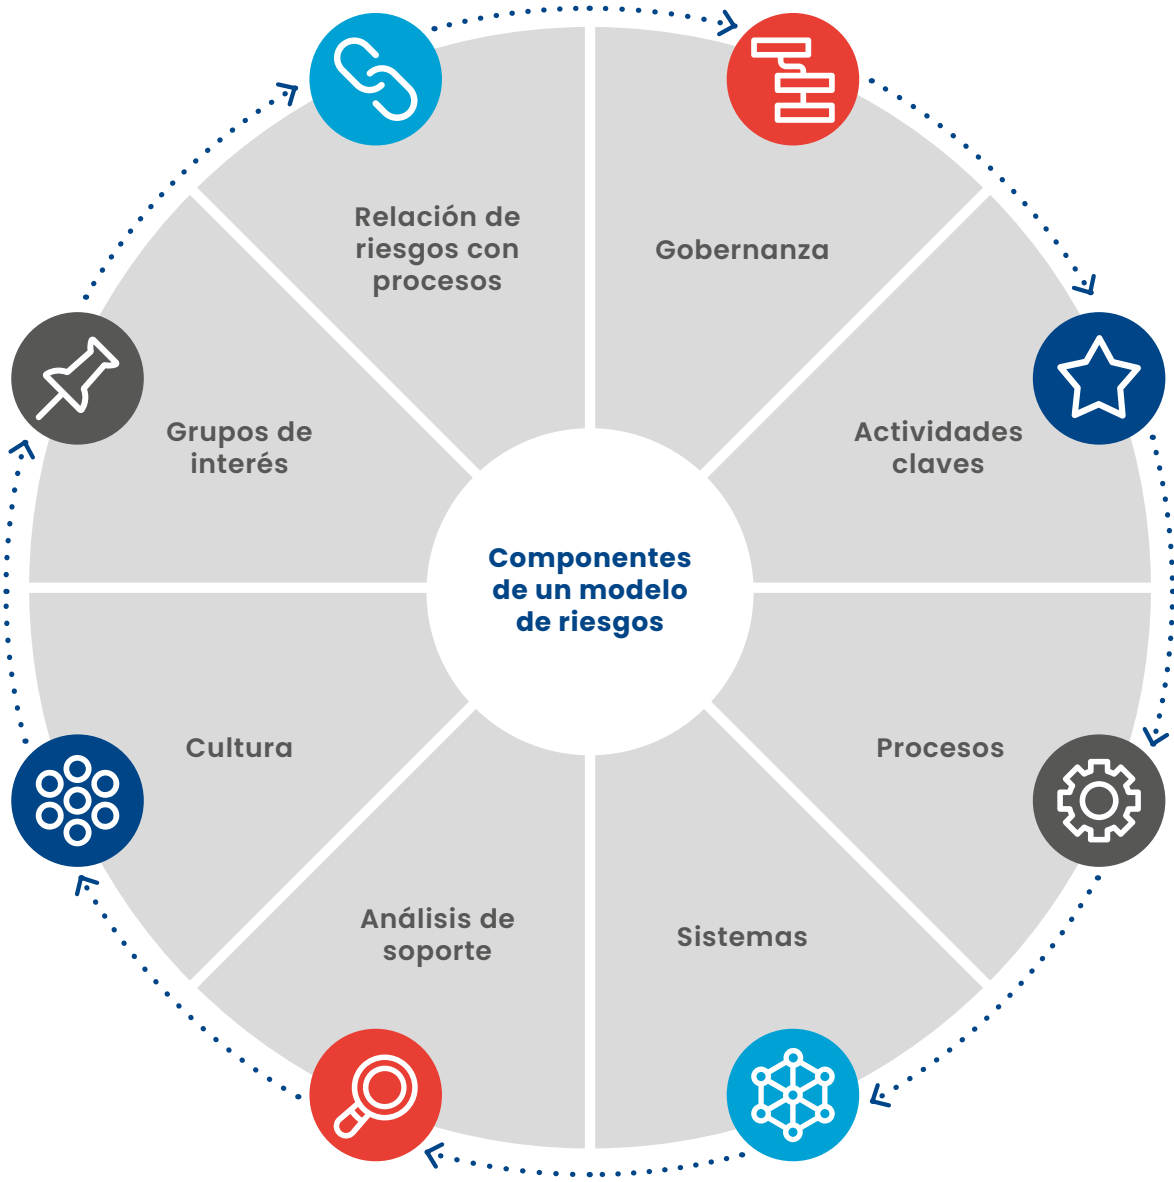 Relación de
riesgos con
procesos
Gobernanza
Grupos de
interés
Actividades
claves
Componentes
de un modelo
de riesgos
Cultura
Procesos
Análisis de
soporte
Sistemas